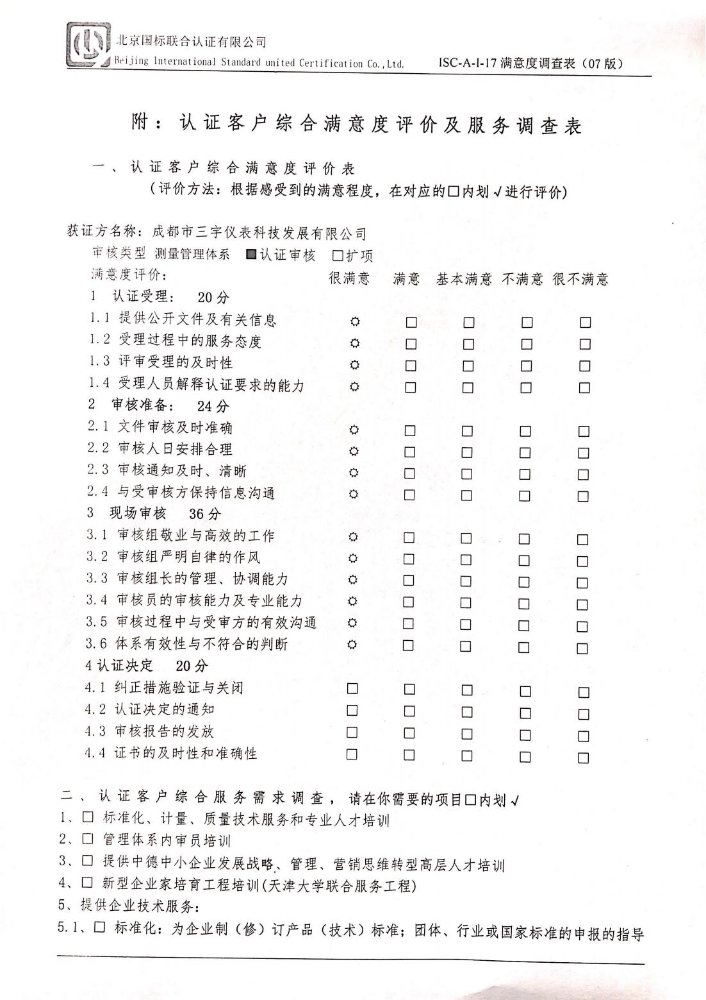 北京国标联合认证有限公司
Beijing International Standard united Certification Co.,Ltd. ISC-A-I-17 满意度调查表（07版）
附：认证客户综合满意度评价及服务调查表
一、认证客户综合满意度评价表
(评价方法：根据感受到的满意程度，在对应的□内划√进行评价)
获证方名称：成都市三宇仪表科技发展有限公司
审核类型 测量管理体系 ■认证审核 □扩项
满意度评价： 很满意 满意 基本满意 不满意 很不满意
1 认证受理： 20分
1.1 提供公开文件及有关信息 ☼ □ □ □ □
1.2 受理过程中的服务态度 ☼ □ □ □ □
1.3 评审受理的及时性 ☼ □ □ □ □
1.4 受理人员解释认证要求的能力 ☼ □ □ □ □
2 审核准备： 24分
2.1 文件审核及时准确 ☼ □ □ □ □
2.2 审核人日安排合理 ☼ □ □ □ □
2.3 审核通知及时、清晰 ☼ □ □ □ □
2.4 与受审核方保持信息沟通 ☼ □ □ □ □
3 现场审核 36分
3.1 审核组敬业与高效的工作 ☼ □ □ □ □
3.2 审核组严明自律的作风 ☼ □ □ □ □
3.3 审核组长的管理、协调能力 ☼ □ □ □ □
3.4 审核员的审核能力及专业能力 ☼ □ □ □ □
3.5 审核过程中与受审方的有效沟通 ☼ □ □ □ □
3.6 体系有效性与不符合的判断 ☼ □ □ □ □
4认证决定 20分
4.1 纠正措施验证与关闭 □ □ □ □ □
4.2 认证决定的通知 □ □ □ □ □
4.3 审核报告的发放 □ □ □ □ □
4.4 证书的及时性和准确性 □ □ □ □ □
二、认证客户综合服务需求调查，请在你需要的项目□内划√
1、□ 标准化、计量、质量技术服务和专业人才培训
2、□ 管理体系内审员培训
3、□ 提供中德中小企业发展战略、管理、营销思维转型高层人才培训
4、□ 新型企业家培育工程培训(天津大学联合服务工程)
5、提供企业技术服务：
5.1、□ 标准化：为企业制（修）订产品（技术）标准；团体、行业或国家标准的申报的指导